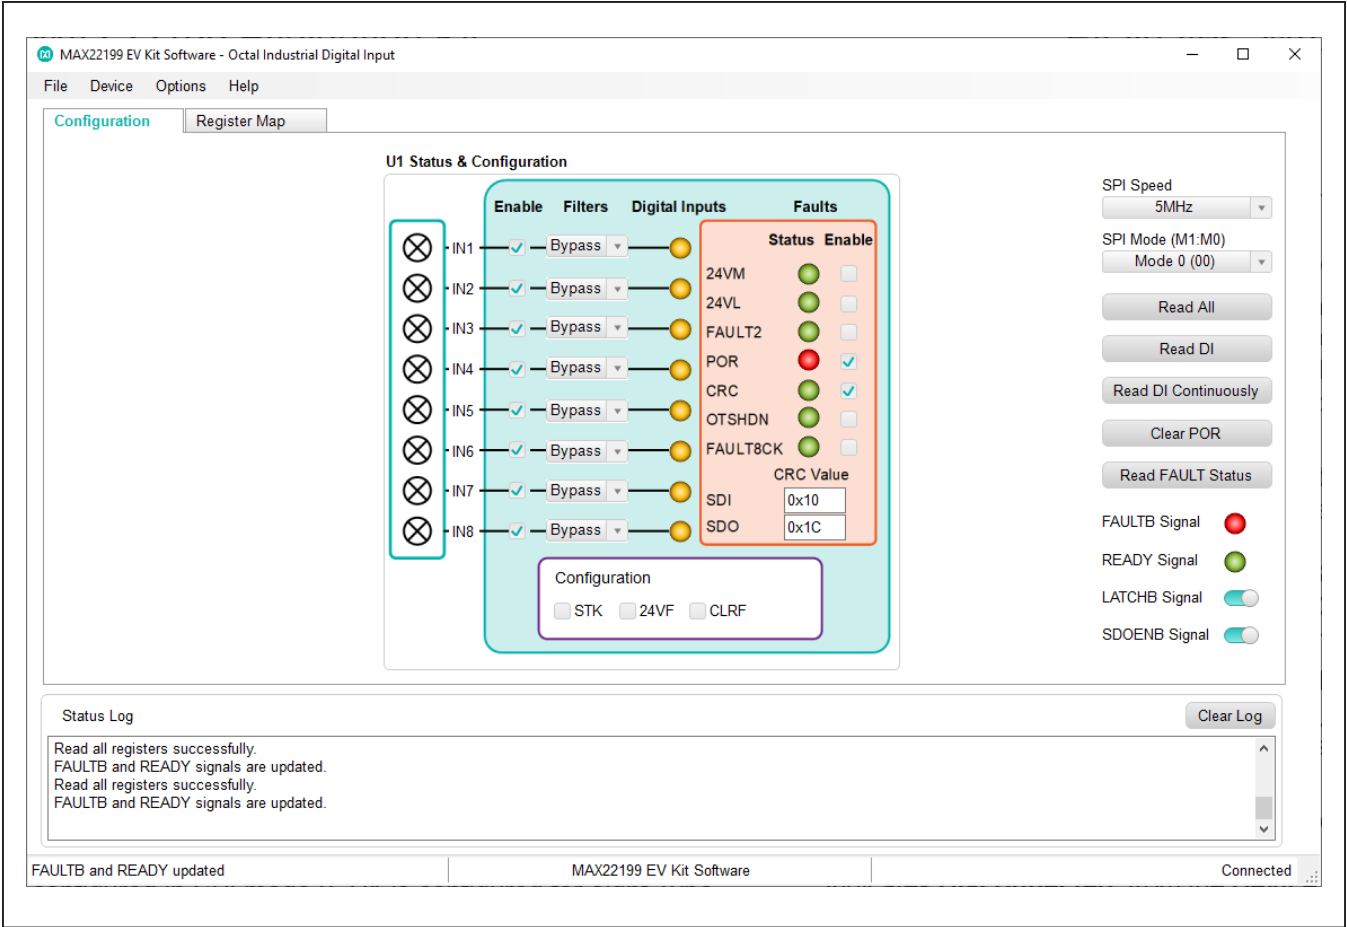 MAX22199 EV Kit Software - Octal Industrial Digital Input
File Device Options Help
Configuration Register Map
U1 Status & Configuration
Enable Filters Digital Inputs Faults
Status Enable
IN1 Bypass
IN2 Bypass
IN3 Bypass
IN4 Bypass
IN5 Bypass
IN6 Bypass
IN7 Bypass
IN8 Bypass
24VM
24VL
FAULT2
POR
CRC
OTSHDN
FAULT8CK
CRC Value
SDI 0x10
SDO 0x1C
Configuration
STK 24VF CLRF
SPI Speed
5MHz
SPI Mode (M1:M0)
Mode 0 (00)
Read All
Read DI
Read DI Continuously
Clear POR
Read FAULT Status
FAULTB Signal
READY Signal
LATCHB Signal
SDOENB Signal
Status Log
Clear Log
Read all registers successfully.
FAULTB and READY signals are updated.
Read all registers successfully.
FAULTB and READY signals are updated.
FAULTB and READY updated MAX22199 EV Kit Software Connected